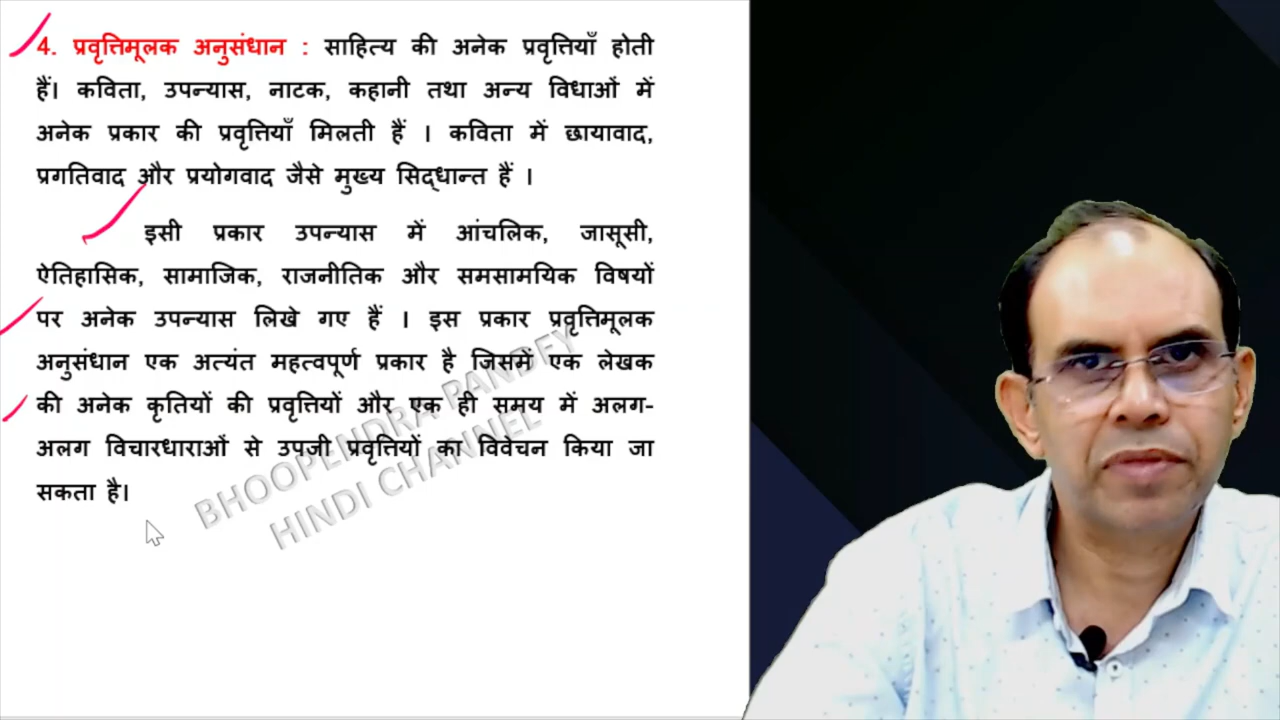 4. प्रवृत्तिमूलक अनुसंधान : साहित्य की अनेक प्रवृत्तियाँ होती
हैं। कविता, उपन्यास, नाटक, कहानी तथा अन्य विधाओं में
अनेक प्रकार की प्रवृत्तियाँ मिलती हैं । कविता में छायावाद,
प्रगतिवाद और प्रयोगवाद जैसे मुख्य सिद्धान्त हैं ।
इसी प्रकार उपन्यास में आंचलिक, जासूसी,
ऐतिहासिक, सामाजिक, राजनीतिक और समसामयिक विषयों
पर अनेक उपन्यास लिखे गए हैं । इस प्रकार प्रवृत्तिमूलक
अनुसंधान एक अत्यंत महत्वपूर्ण प्रकार है जिसमें एक लेखक
की अनेक कृतियों की प्रवृत्तियों और एक ही समय में अलग-
अलग विचारधाराओं से उपजी प्रवृत्तियों का विवेचन किया जा
सकता है।
BHOOPENDRA PANDEY
HINDI CHANNEL